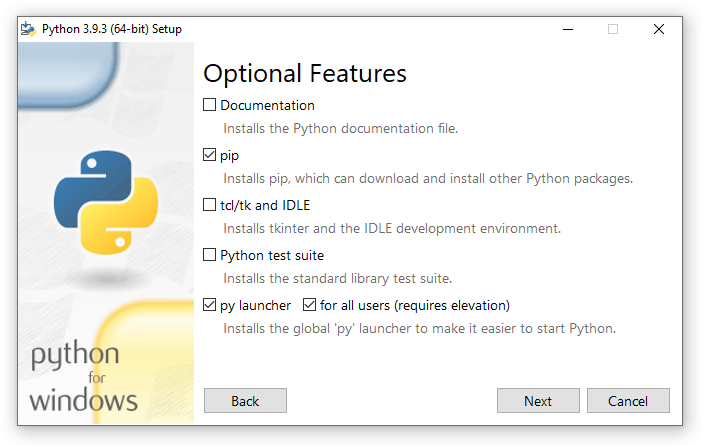 Python 3.9.3 (64-bit) Setup
Optional Features
Documentation
Installs the Python documentation file.
pip
Installs pip, which can download and install other Python packages.
tcl/tk and IDLE
Installs tkinter and the IDLE development environment.
Python test suite
Installs the standard library test suite.
py launcher for all users (requires elevation)
Installs the global 'py' launcher to make it easier to start Python.
python
for
windows
Back Next Cancel